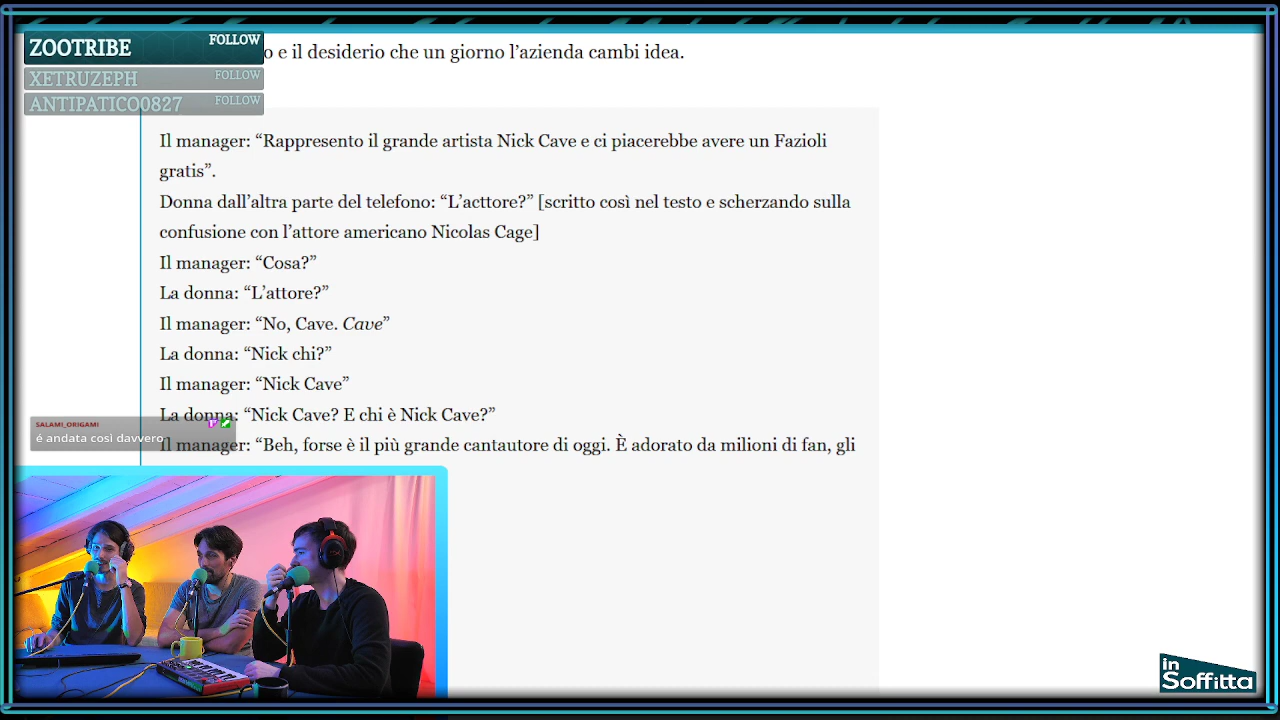 ZOOTRIBE FOLLOW
XETRUZEPH FOLLOW
ANTIPATICO0827 FOLLOW
o e il desiderio che un giorno l’azienda cambi idea.
Il manager: “Rappresento il grande artista Nick Cave e ci piacerebbe avere un Fazioli
gratis”.
Donna dall’altra parte del telefono: “L’acttore?” [scritto così nel testo e scherzando sulla
confusione con l’attore americano Nicolas Cage]
Il manager: “Cosa?”
La donna: “L’attore?”
Il manager: “No, Cave. Cave”
La donna: “Nick chi?”
Il manager: “Nick Cave”
La donna: “Nick Cave? E chi è Nick Cave?”
SALAMI_ORIGAMI
é andata così davvero
Il manager: “Beh, forse è il più grande cantautore di oggi. È adorato da milioni di fan, gli
in
Soffitta